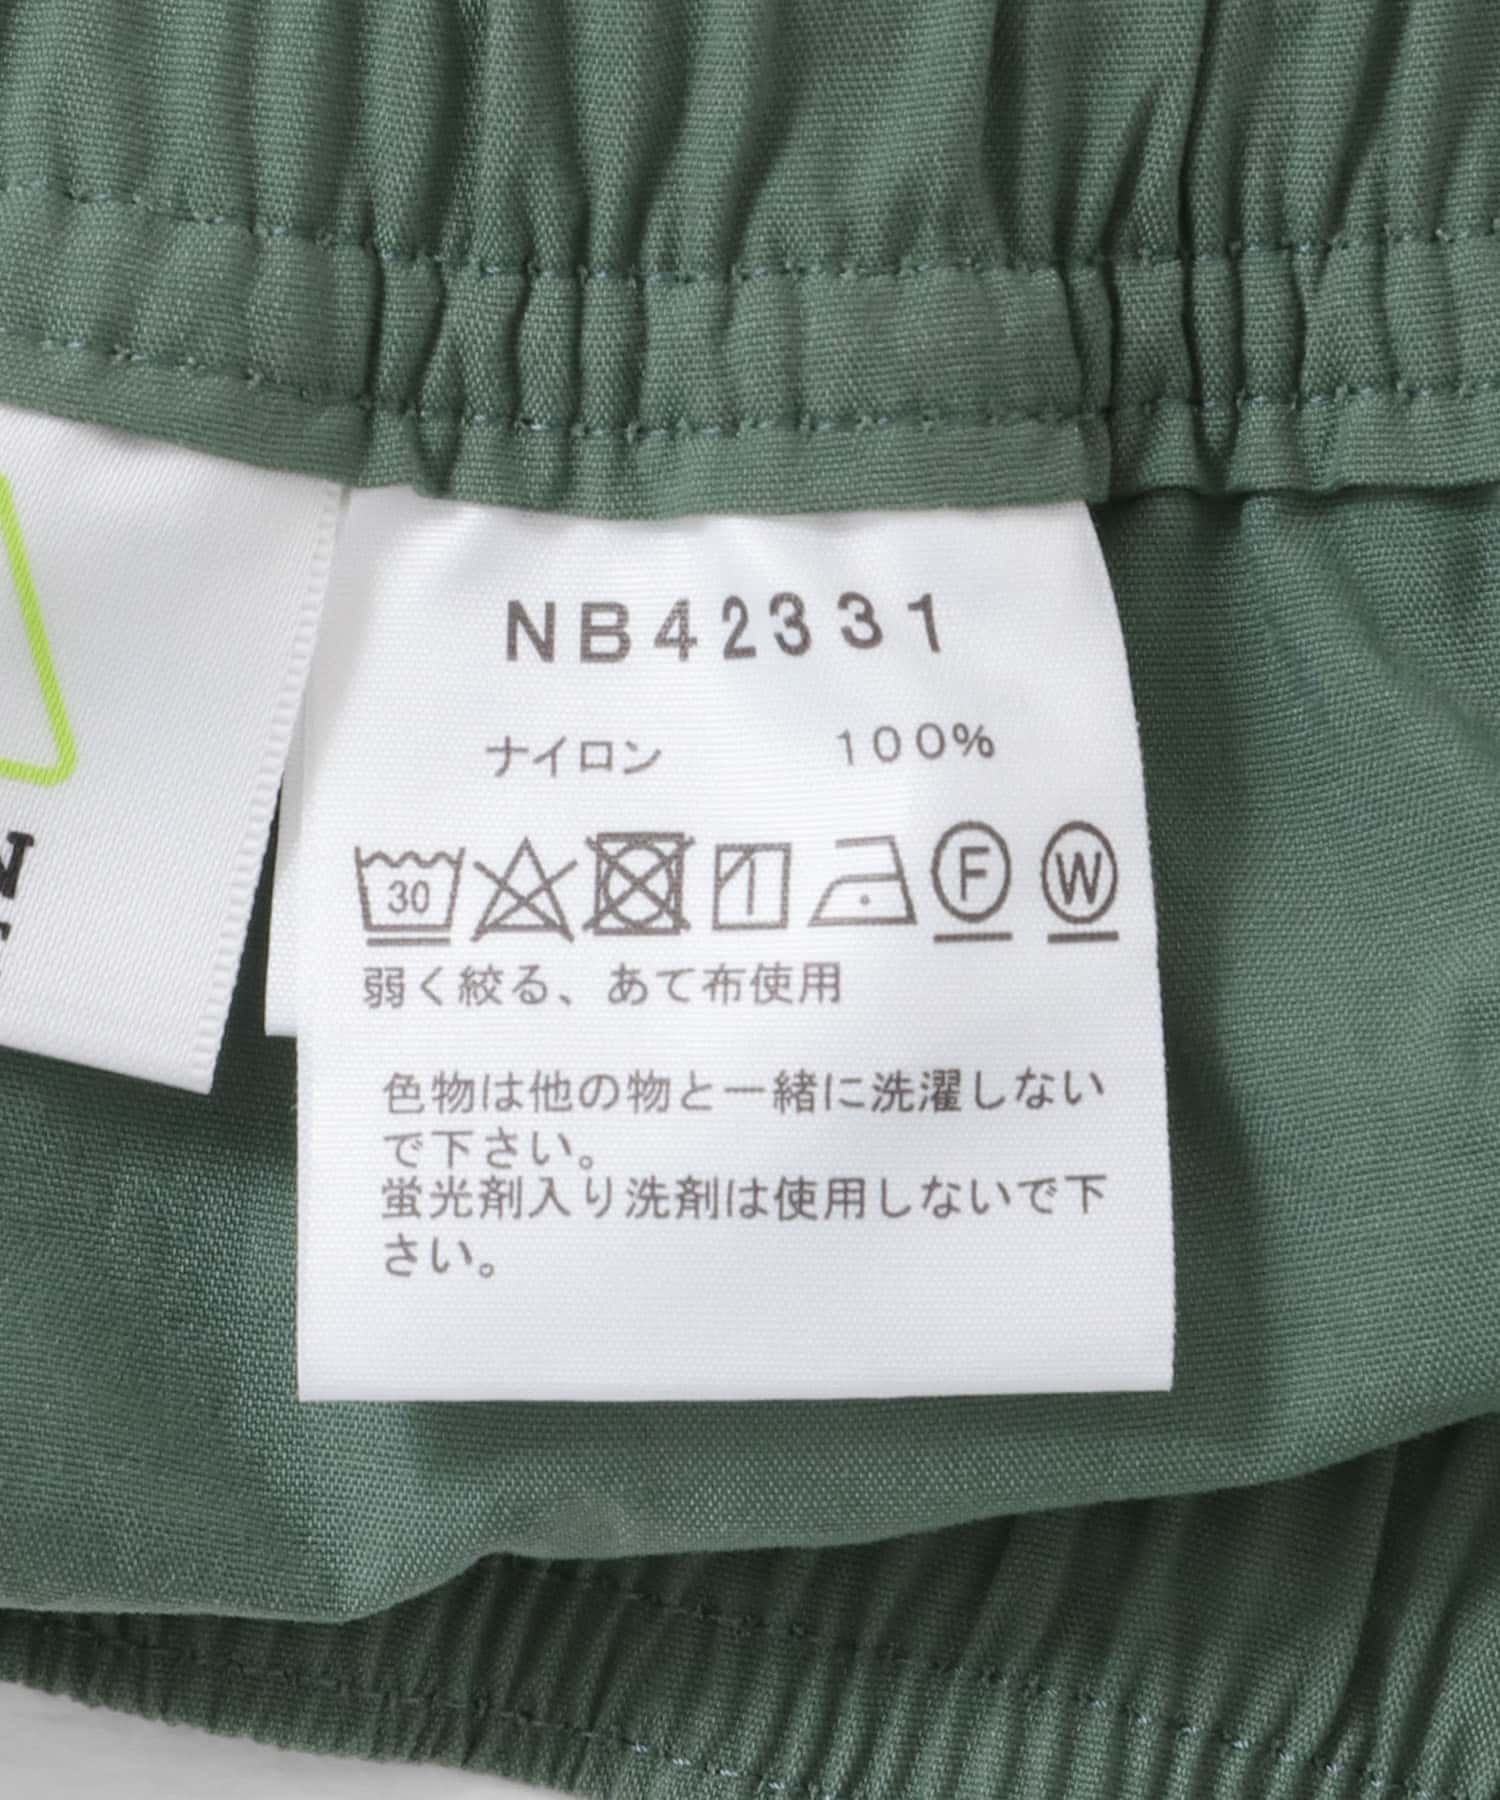 NB42331
ナイロン 100%
30 F W
弱く絞る、あて布使用
色物は他の物と一緒に洗濯しない
で下さい。
蛍光剤入り洗剤は使用しないで下
さい。
N